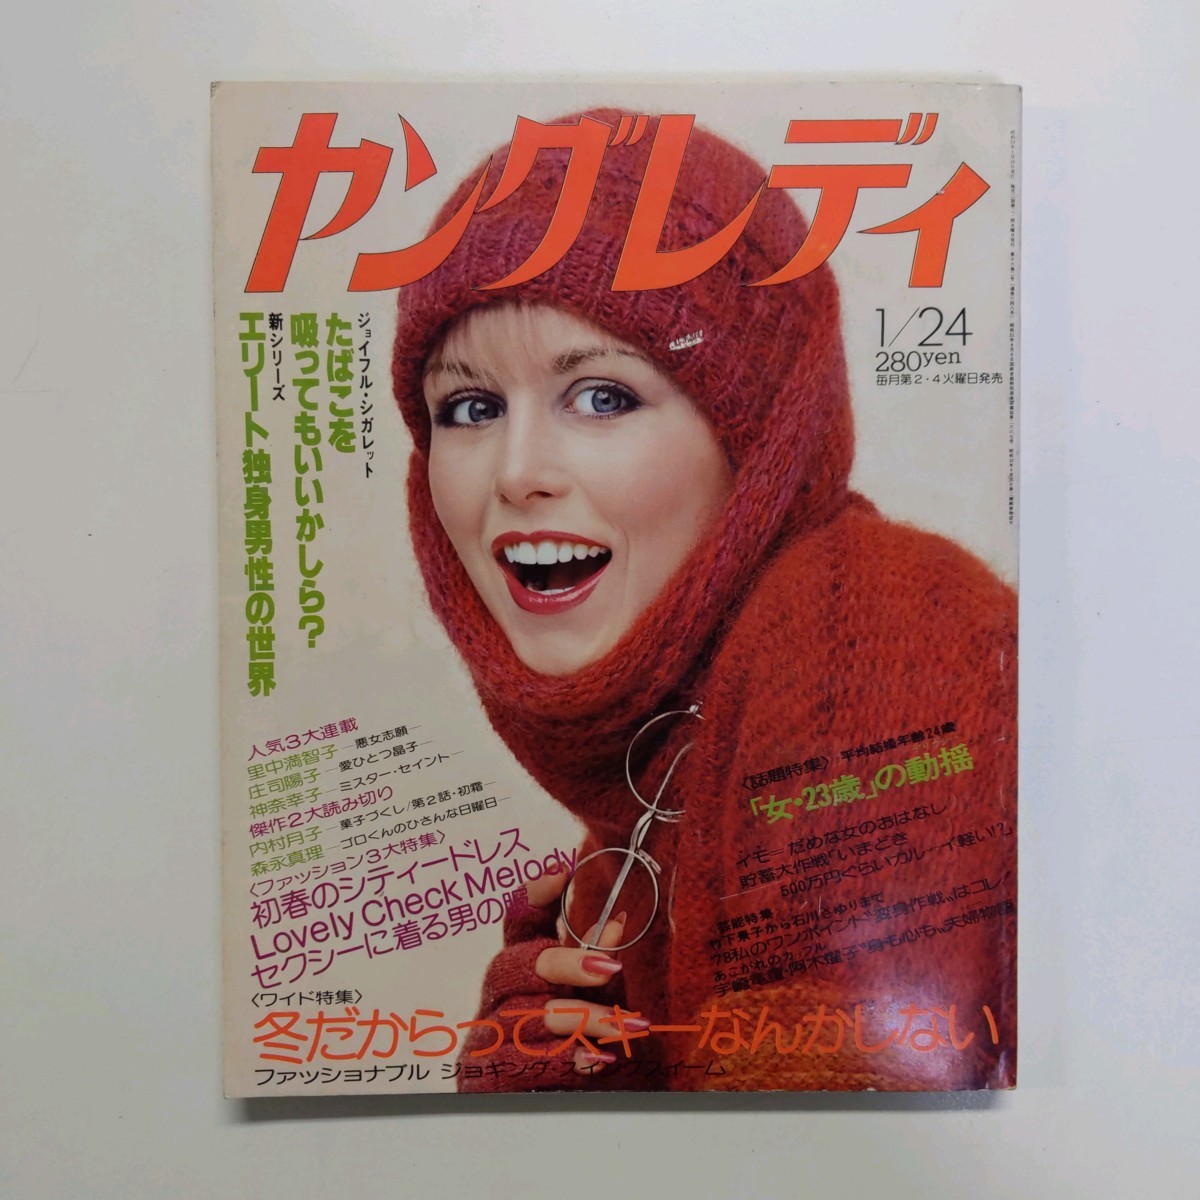 ヤングレディ
1/24
280yen
毎月第2・4火曜日発売
ジョイフル・シガレット
たばこを
吸ってもいいかしら?
新シリーズ
エリート独身男性の世界
人気3大連載
里中満智子―悪女志願―
庄司陽子―愛ひとつ晶子―
神奈幸子―ミスター・セイント―
傑作2大読み切り
内村月子―菓子づくし/第2話・初霜―
森永真理―ゴロくんのひさんな日曜日―
〈ファッション3大特集〉
初春のシティードレス
Lovely Check Melody
セクシーに着る男の服
〈話題特集〉平均結婚年齢24歳
「女・23歳」の動揺
イモ=だめな女のおはなし
貯蓄大作戦「いまどき
500万円ぐらいカルーイ軽い!?」
芸能特集
竹下景子から石川さゆりまで
'78私のワンポイント“変身作戦”はコレ!
あこがれのカップル
宇崎竜童・阿木燿子“身も心も”夫婦物語
〈ワイド特集〉
冬だからってスキーなんかしない
ファッショナブル ジョギング・スイングスイーム